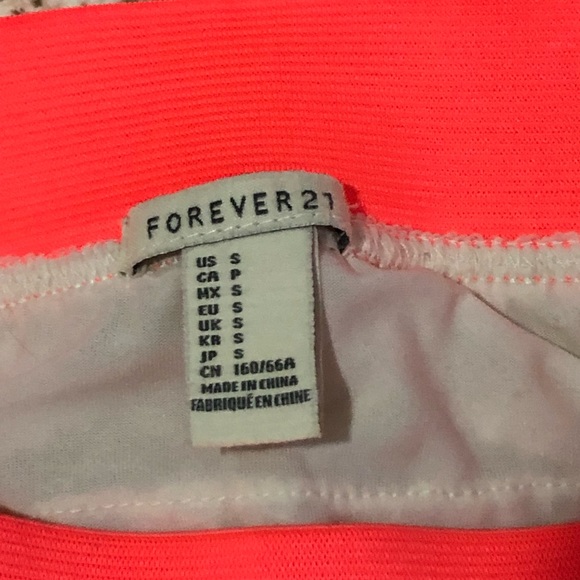 FOREVER 21
US S
CA P
MX S
EU S
UK S
KR S
JP S
CN 160/66A
MADE IN CHINA
FABRIQUÉ EN CHINE